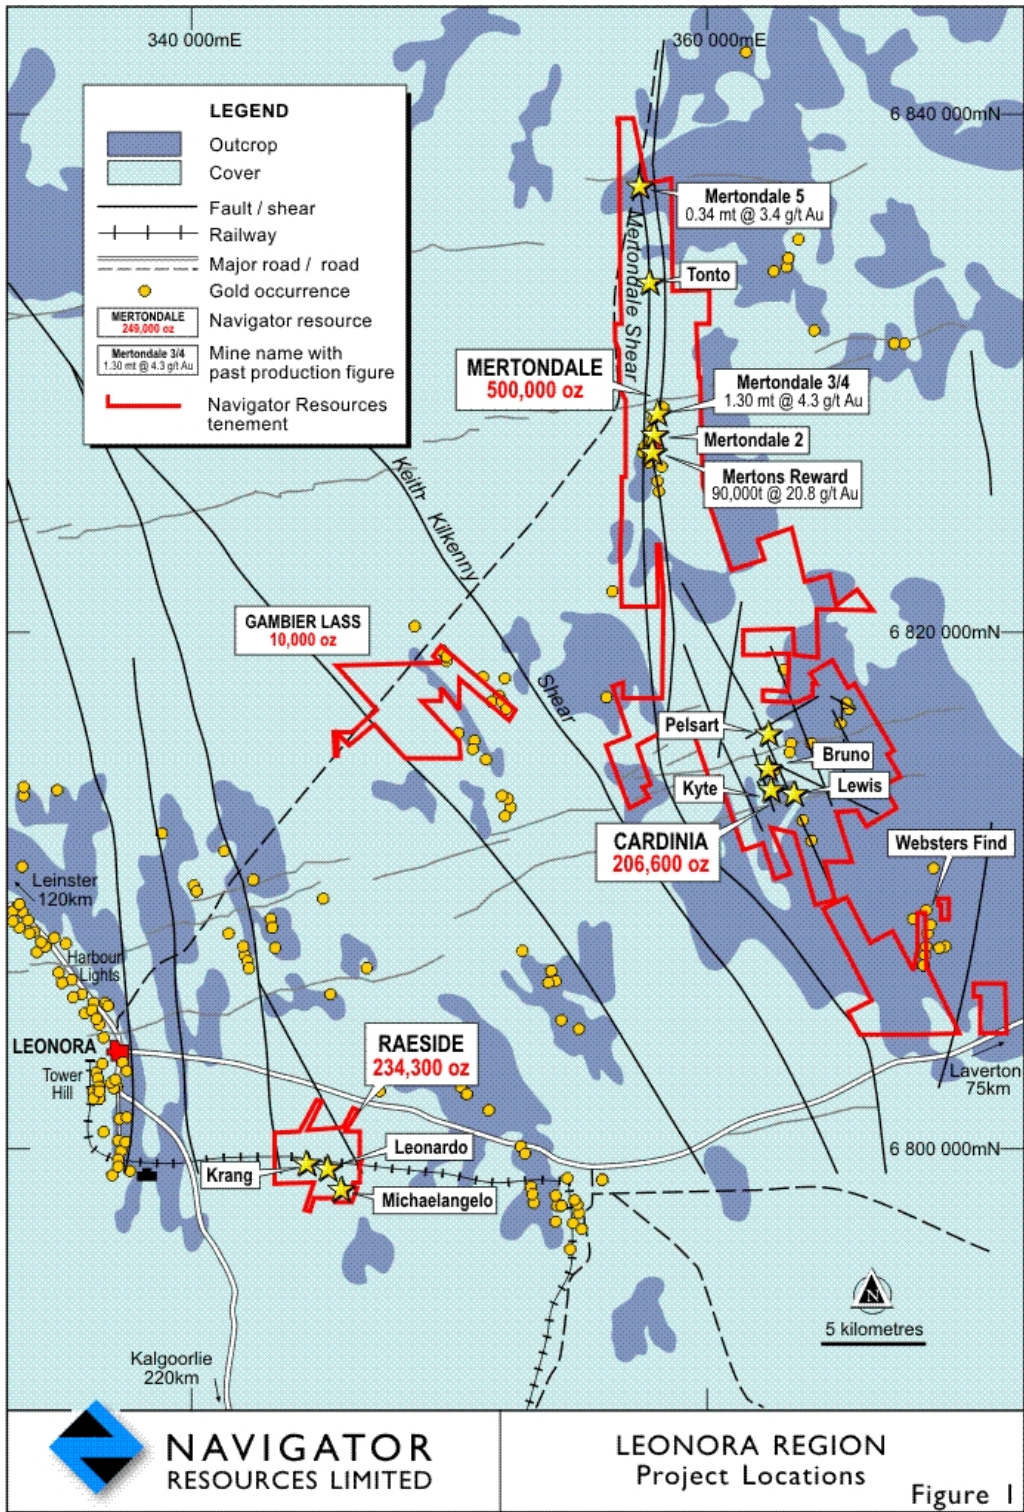 340 000mE
360 000mE
6 840 000mN
LEGEND
Outcrop
Cover
Fault / shear
Railway
Major road / road
Gold occurrence
MERTONDALE
249,000 oz
Navigator resource
Mertondale 3/4
1.30 mt @ 4.3 g/t Au
Mine name with
past production figure
Navigator Resources
tenement
Mertondale 5
0.34 mt @ 3.4 g/t Au
Tonto
Mertondale Shear
MERTONDALE
500,000 oz
Mertondale 3/4
1.30 mt @ 4.3 g/t Au
Mertondale 2
Mertons Reward
90,000t @ 20.8 g/t Au
Keith Kilkenny
Shear
GAMBIER LASS
10,000 oz
6 820 000mN
Pelsart
Bruno
Kyte
Lewis
CARDINIA
206,600 oz
Websters Find
Leinster
120km
Harbour
Lights
LEONORA
Tower
Hill
RAESIDE
234,300 oz
Laverton
75km
6 800 000mN
Leonardo
Krang
Michaelangelo
N
5 kilometres
Kalgoorlie
220km
NAVIGATOR
RESOURCES LIMITED
LEONORA REGION
Project Locations
Figure 1